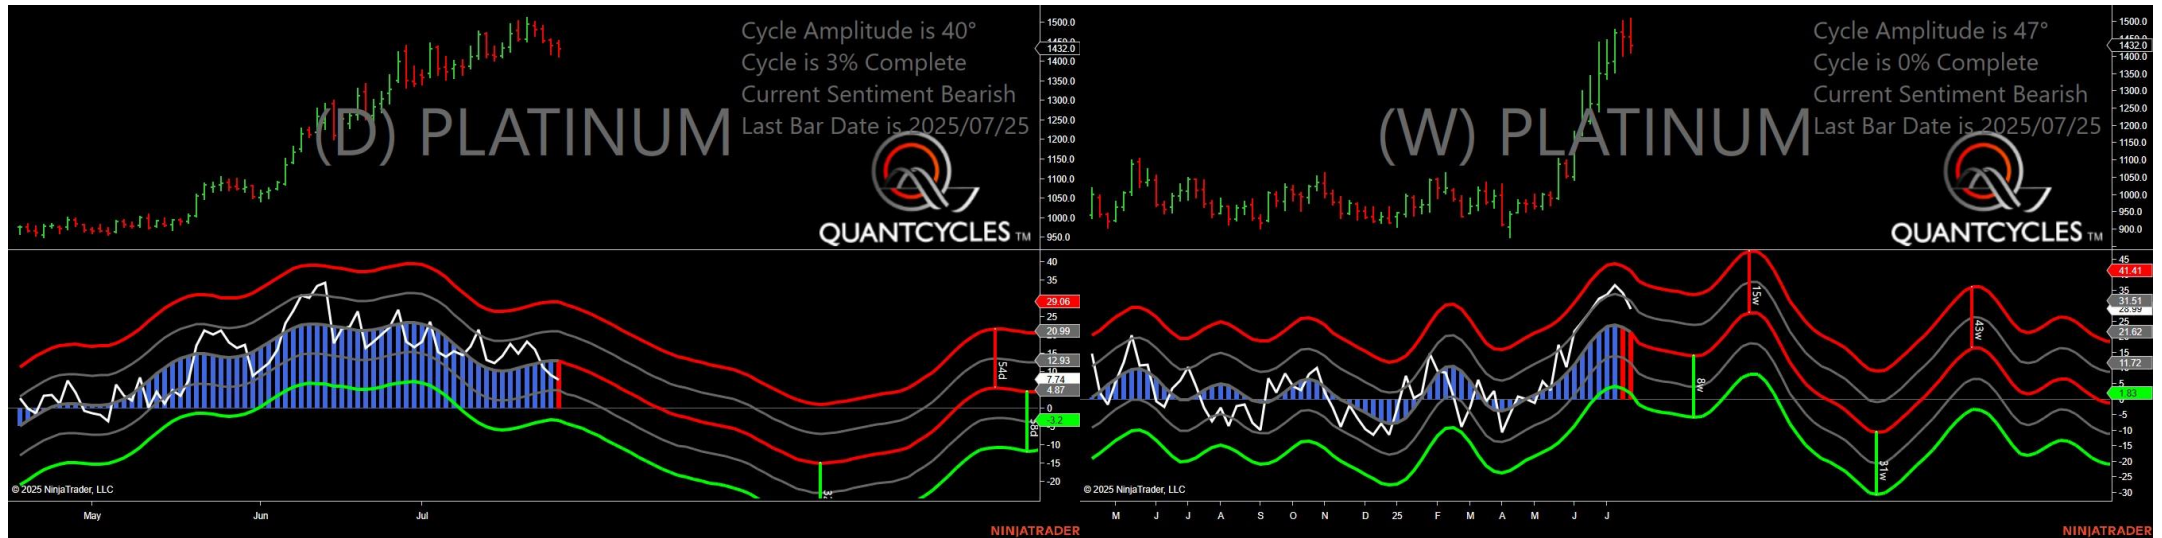 Cycle Amplitude is 40°
Cycle is 3% Complete
Current Sentiment Bearish
Last Bar Date is 2025/07/25
(D) PLATINUM
QUANTCYCLES TM
1500.0
1432.0
1400.0
1350.0
1300.0
1250.0
1200.0
1150.0
1100.0
1050.0
1000.0
950.0
40
35
29.06
20.99
15
12.93
7.74
4.87
0
-3.2
-10
-15
-20
54d
58d
© 2025 NinjaTrader, LLC
May
Jun
Jul
NINJATRADER
Cycle Amplitude is 47°
Cycle is 0% Complete
Current Sentiment Bearish
Last Bar Date is 2025/07/25
(W) PLATINUM
QUANTCYCLES TM
1500.0
1432.0
1400.0
1350.0
1300.0
1250.0
1200.0
1150.0
1100.0
1050.0
1000.0
950.0
900.0
45
41.41
35
31.51
28.99
25
21.62
15
11.72
5
1.83
-5
-10
-15
-20
-25
-30
15w
8w
43w
31w
© 2025 NinjaTrader, LLC
M
J
J
A
S
O
N
D
25
F
M
A
M
J
J
NINJATRADER